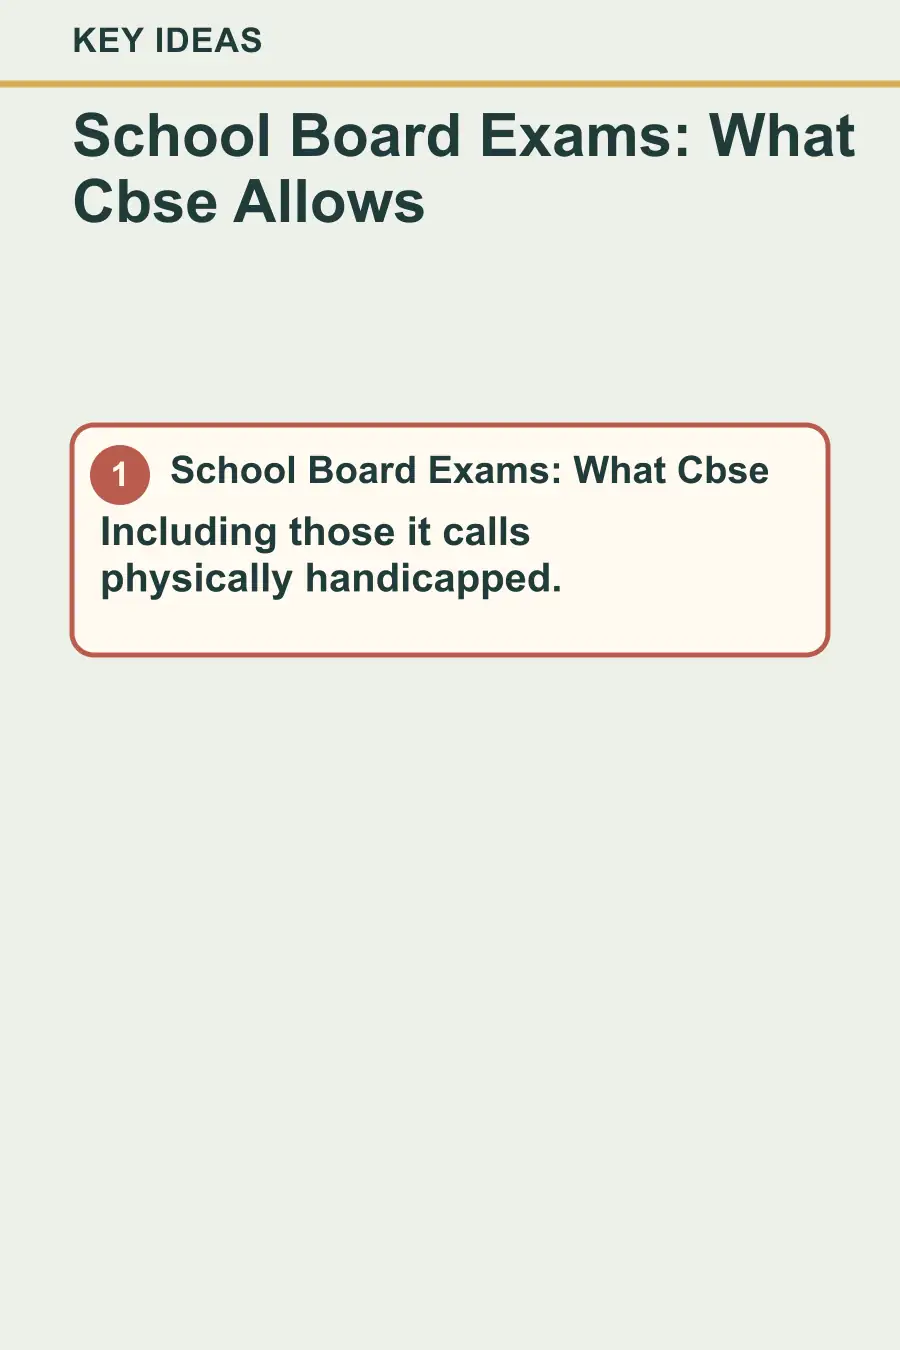 KEY IDEAS
School Board Exams: What
Cbse Allows
1 School Board Exams: What Cbse
Including those it calls
physically handicapped.